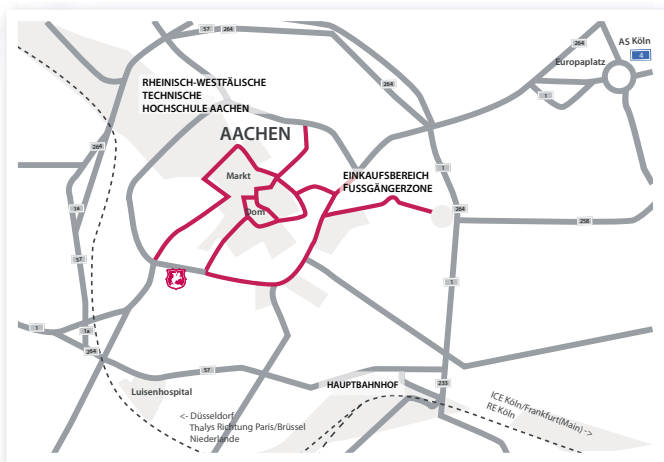 57
264
264
AS Köln
4
Europaplatz
1
264
RHEINISCH-WESTFÄLISCHE
TECHNISCHE
HOCHSCHULE AACHEN
AACHEN
264
Markt
EINKAUFSBEREICH
FUSSGÄNGERZONE
1
1a
Dom
264
258
57
1
1
1a
264
57
HAUPTBAHNHOF
233
Luisenhospital
ICE Köln/Frankfurt(Main) ->
RE Köln
<- Düsseldorf
Thalys Richtung Paris/Brüssel
Niederlande